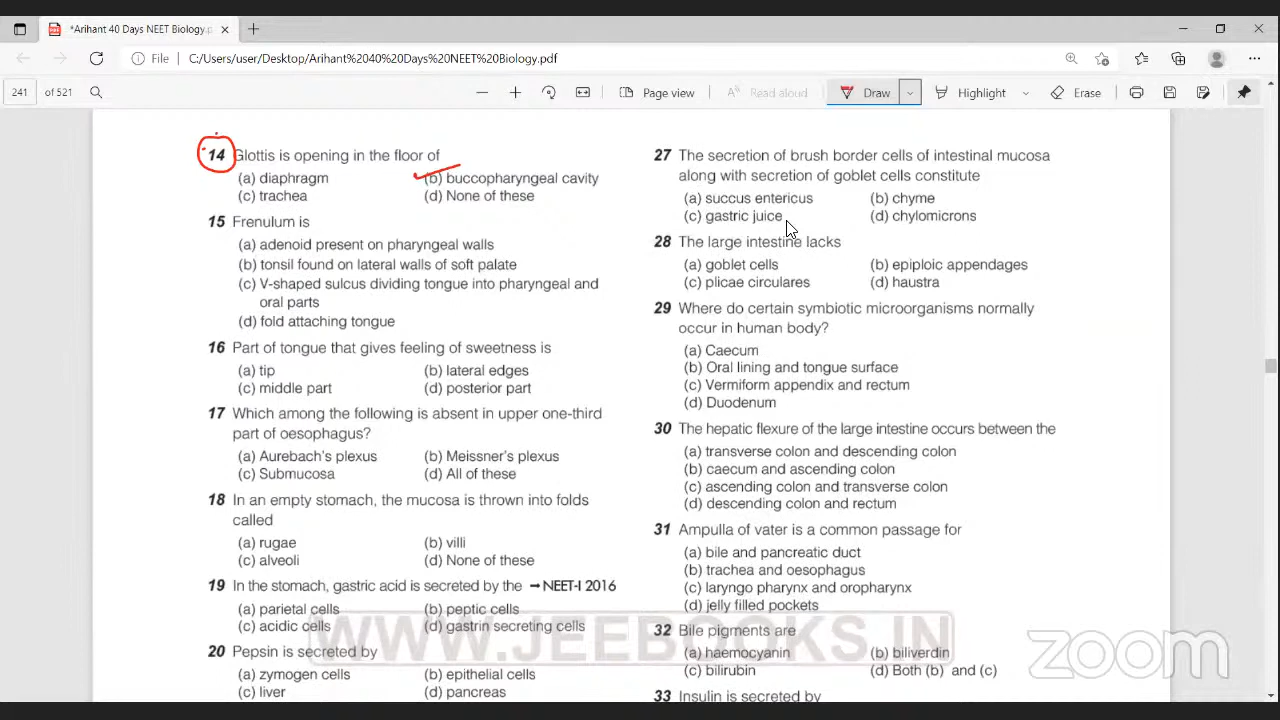 *Arihant 40 Days NEET Biology.p
File C:/Users/user/Desktop/Arihant%2040%20Days%20NEET%20Biology.pdf
241 of 521 Page view Read aloud Draw Highlight Erase
14 Glottis is opening in the floor of
(a) diaphragm (b) buccopharyngeal cavity
(c) trachea (d) None of these
15 Frenulum is
(a) adenoid present on pharyngeal walls
(b) tonsil found on lateral walls of soft palate
(c) V-shaped sulcus dividing tongue into pharyngeal and
oral parts
(d) fold attaching tongue
16 Part of tongue that gives feeling of sweetness is
(a) tip (b) lateral edges
(c) middle part (d) posterior part
17 Which among the following is absent in upper one-third
part of oesophagus?
(a) Aurebach's plexus (b) Meissner's plexus
(c) Submucosa (d) All of these
18 In an empty stomach, the mucosa is thrown into folds
called
(a) rugae (b) villi
(c) alveoli (d) None of these
19 In the stomach, gastric acid is secreted by the → NEET-I 2016
(a) parietal cells (b) peptic cells
(c) acidic cells (d) gastrin secreting cells
20 Pepsin is secreted by
(a) zymogen cells (b) epithelial cells
(c) liver (d) pancreas
27 The secretion of brush border cells of intestinal mucosa
along with secretion of goblet cells constitute
(a) succus entericus (b) chyme
(c) gastric juice (d) chylomicrons
28 The large intestine lacks
(a) goblet cells (b) epiploic appendages
(c) plicae circulares (d) haustra
29 Where do certain symbiotic microorganisms normally
occur in human body?
(a) Caecum
(b) Oral lining and tongue surface
(c) Vermiform appendix and rectum
(d) Duodenum
30 The hepatic flexure of the large intestine occurs between the
(a) transverse colon and descending colon
(b) caecum and ascending colon
(c) ascending colon and transverse colon
(d) descending colon and rectum
31 Ampulla of vater is a common passage for
(a) bile and pancreatic duct
(b) trachea and oesophagus
(c) laryngo pharynx and oropharynx
(d) jelly filled pockets
32 Bile pigments are
(a) haemocyanin (b) biliverdin
(c) bilirubin (d) Both (b) and (c)
33 Insulin is secreted by
WWW.JEEBOOKS.IN
zoom